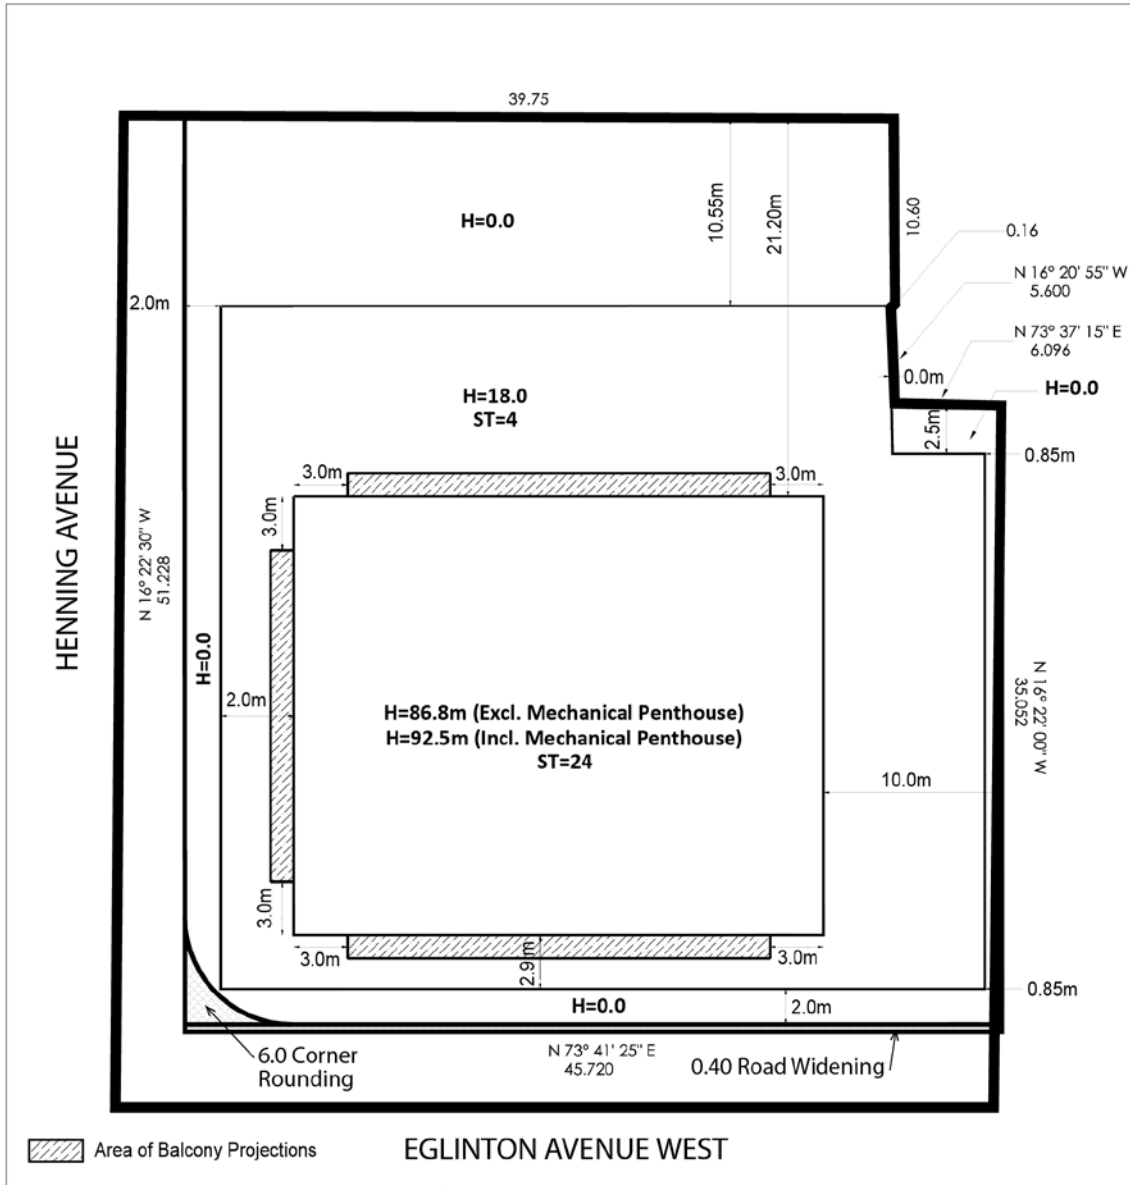 39.75
10.55m
21.20m
10.60
H=0.0
0.16
N 16° 20' 55" W
5.600
2.0m
N 73° 37' 15" E
6.096
0.0m
H=0.0
H=18.0
ST=4
2.5m
0.85m
3.0m
3.0m
3.0m
HENNING AVENUE
N 16° 22' 30" W
51.228
H=0.0
2.0m
H=86.8m (Excl. Mechanical Penthouse)
H=92.5m (Incl. Mechanical Penthouse)
ST=24
N 16° 22' 00" W
35.052
10.0m
3.0m
3.0m
2.9m
3.0m
0.85m
H=0.0
2.0m
6.0 Corner
Rounding
N 73° 41' 25" E
45.720
0.40 Road Widening
Area of Balcony Projections
EGLINTON AVENUE WEST